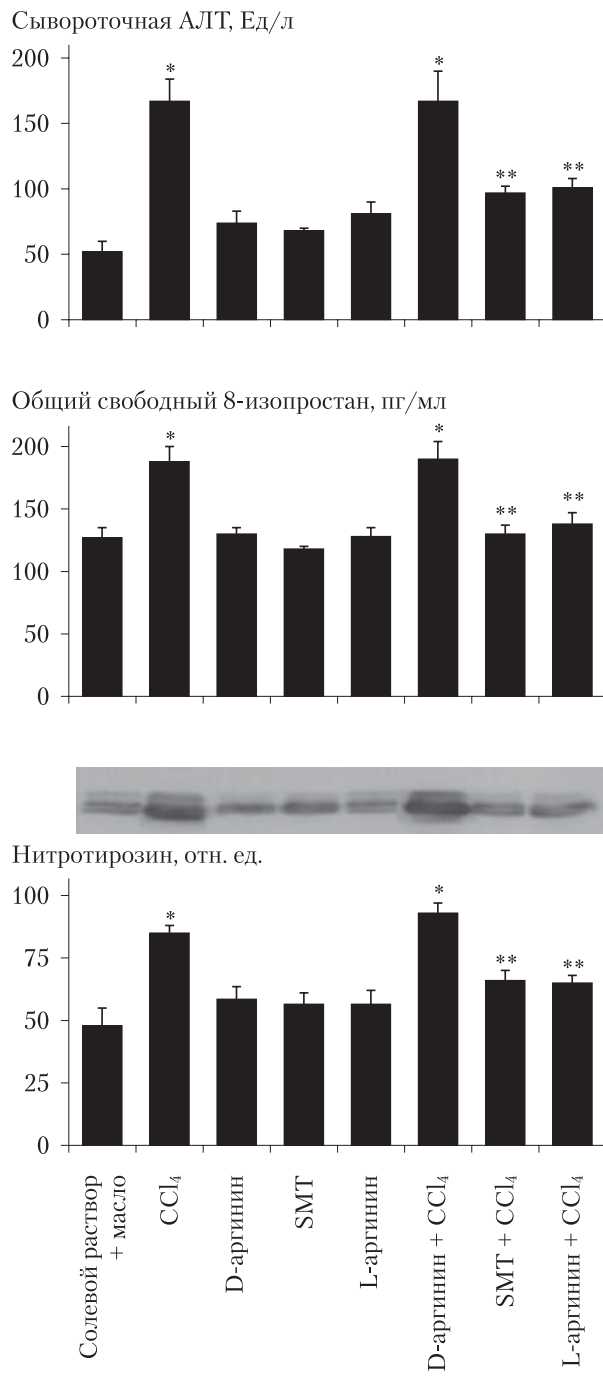 Сывороточная АЛТ, Ед/л
200
150
100
50
0
*
*
**
**
Общий свободный 8-изопростан, пг/мл
200
150
100
50
0
*
*
**
**
Нитротирозин, отн. ед.
100
75
50
25
0
*
*
**
**
Солевой раствор
+ масло
CCl₄
D-аргинин
SMT
L-аргинин
D-аргинин + CCl₄
SMT + CCl₄
L-аргинин + CCl₄